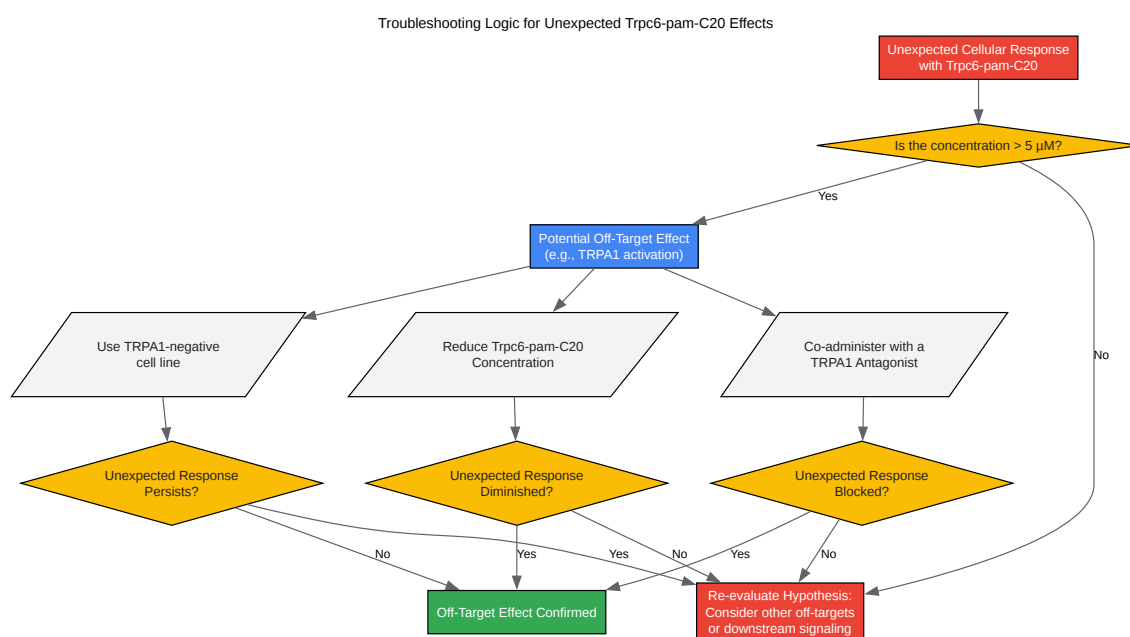 Troubleshooting Logic for Unexpected Trpc6-pam-C20 Effects
Unexpected Cellular Response
with Trpc6-pam-C20
Is the concentration > 5 µM?
Yes
Potential Off-Target Effect
(e.g., TRPA1 activation)
Use TRPA1-negative
cell line
Reduce Trpc6-pam-C20
Concentration
Co-administer with a
TRPA1 Antagonist
No
Unexpected Response
Persists?
Unexpected Response
Diminished?
Unexpected Response
Blocked?
No
Yes
Yes
No
Yes
No
Off-Target Effect Confirmed
Re-evaluate Hypothesis:
Consider other off-targets
or downstream signaling